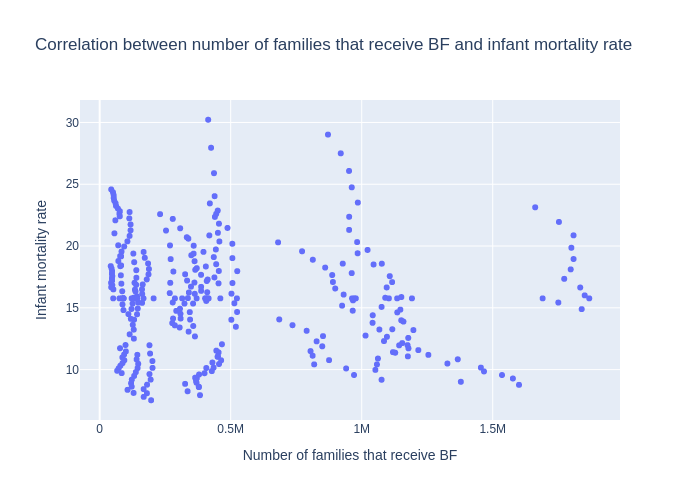 Correlation between number of families that receive BF and infant mortality rate
30
25
20
15
10
Infant mortality rate
0
0.5M
1M
1.5M
Number of families that receive BF